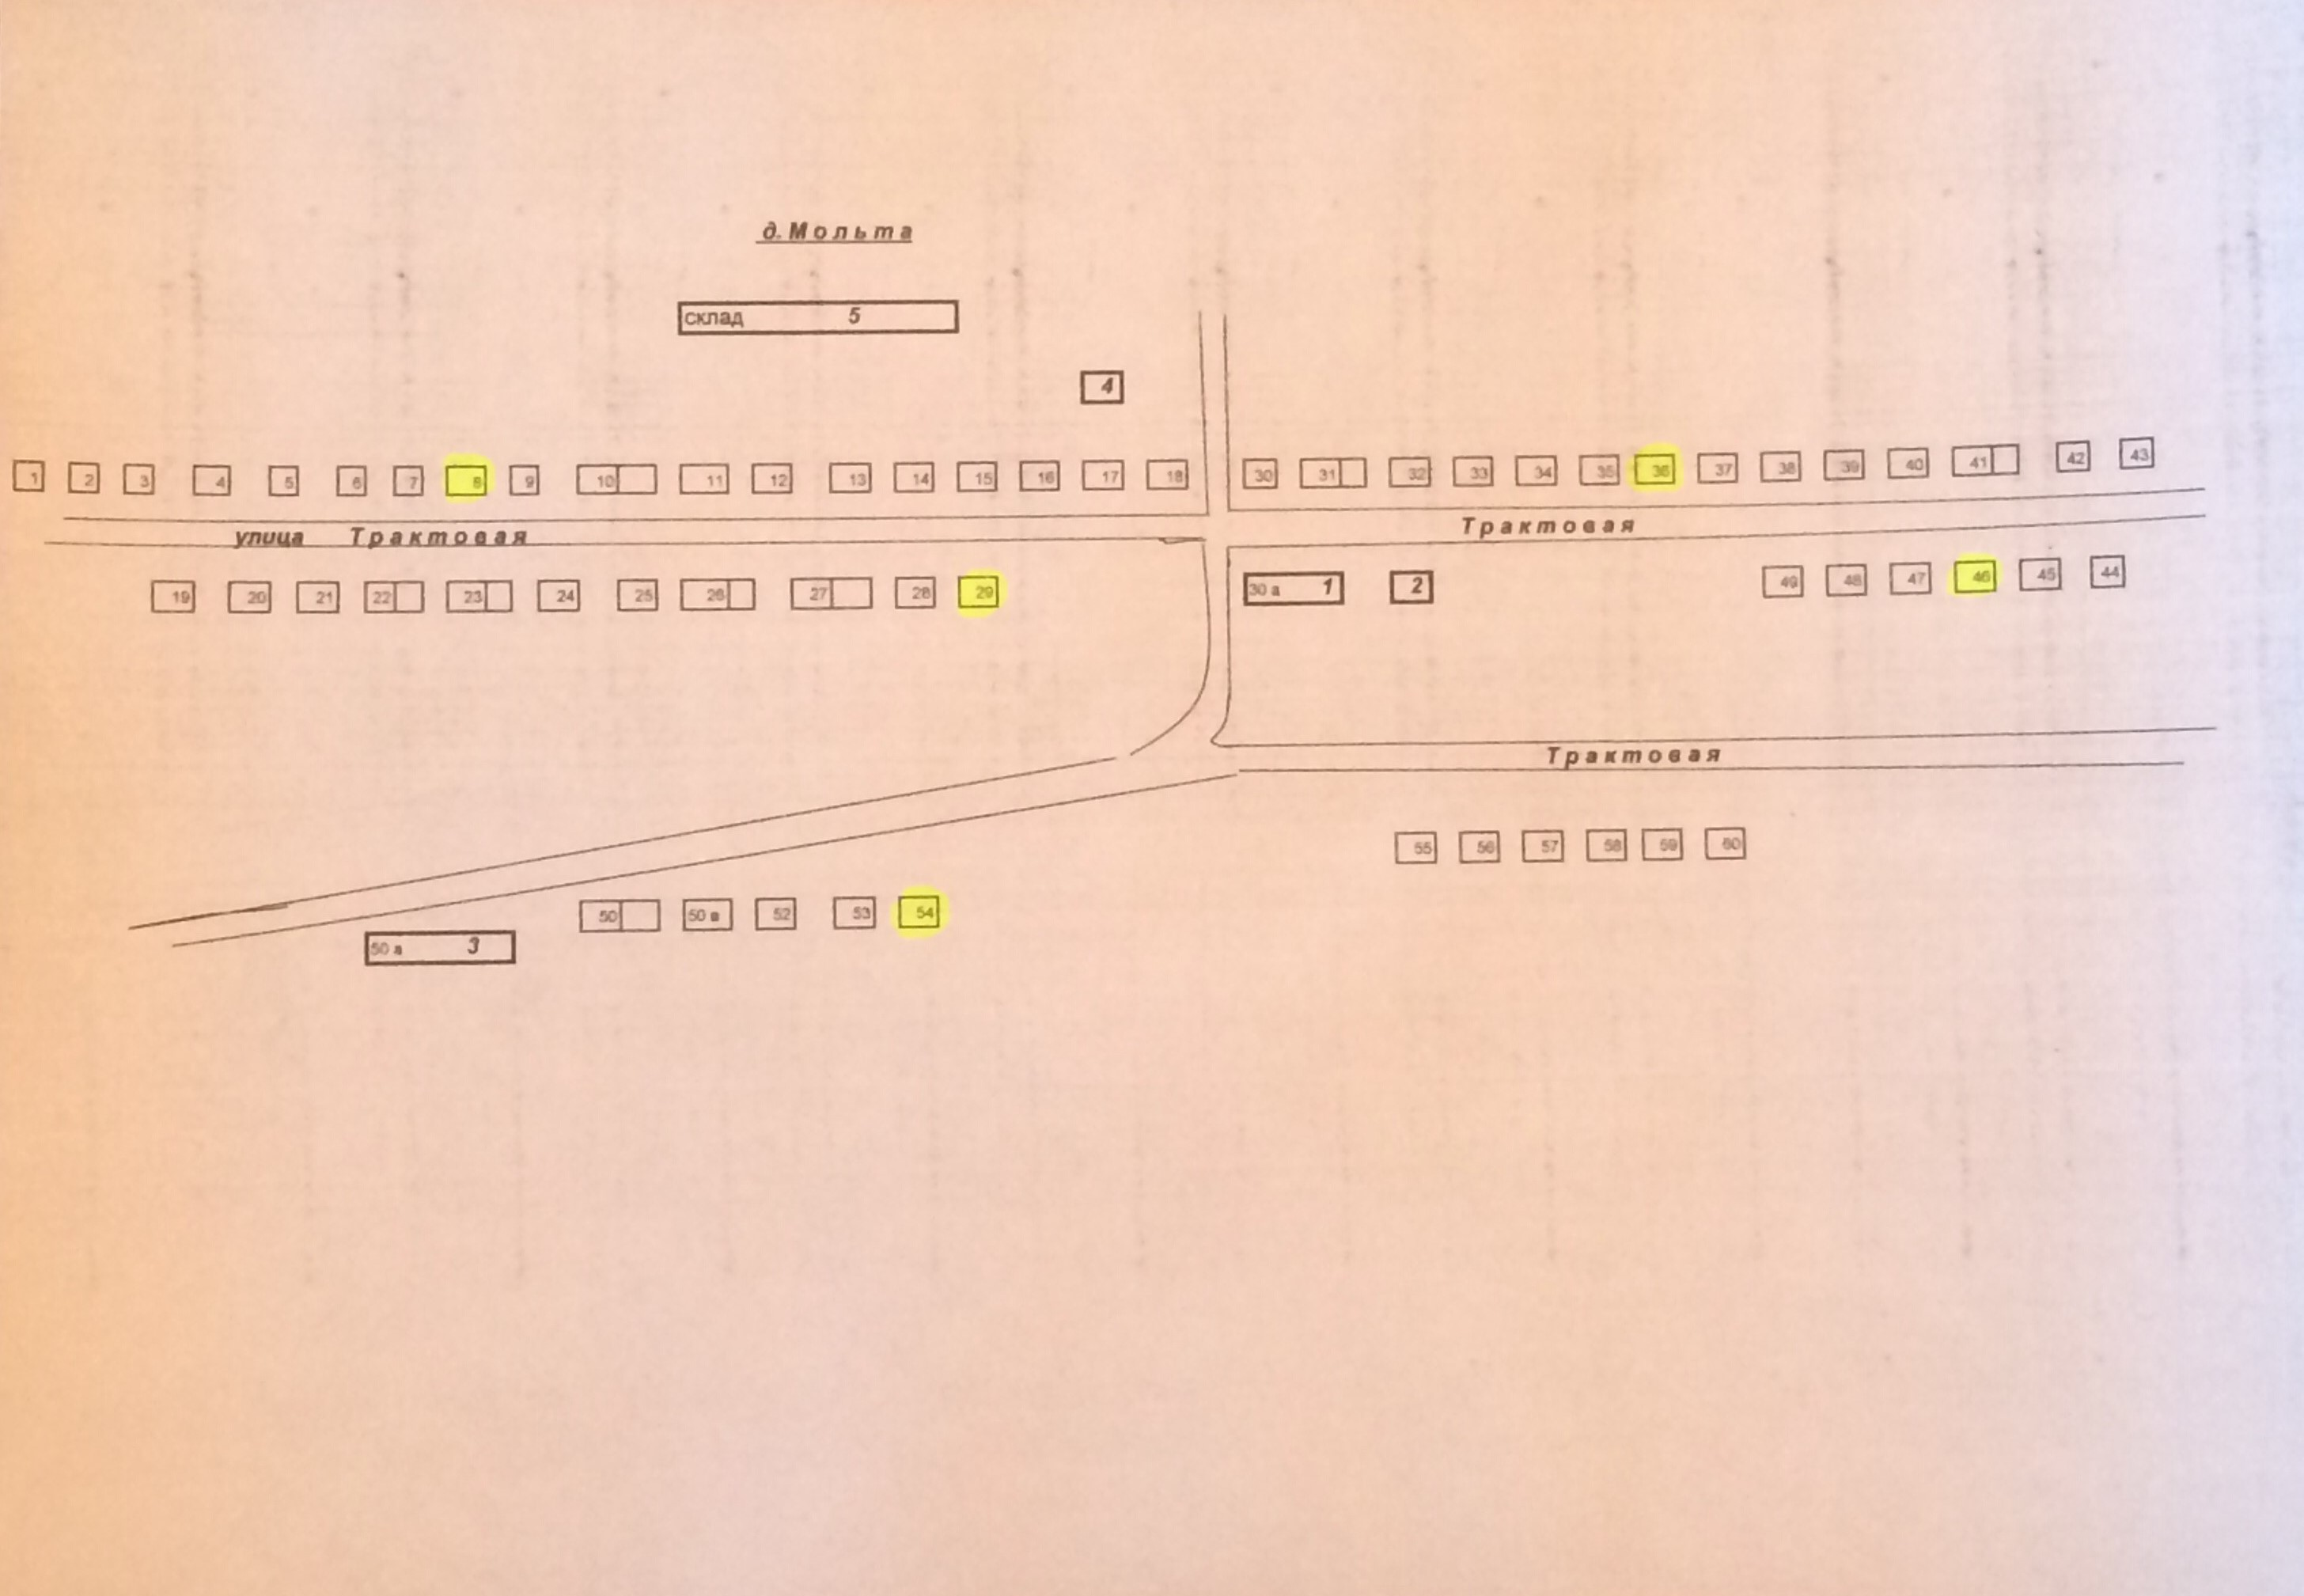 д. Мольта
склад 5
4
1 2 3 4 5 6 7 8 9 10 11 12 13 14 15 16 17 18 30 31 32 33 34 35 36 37 38 39 40 41 42 43
улица Трактовая Трактовая
19 20 21 22 23 24 25 26 27 28 29 30 а 1 2 49 48 47 46 45 44
Трактовая
55 56 57 58 59 60
50 50 в 52 53 54
50 а 3